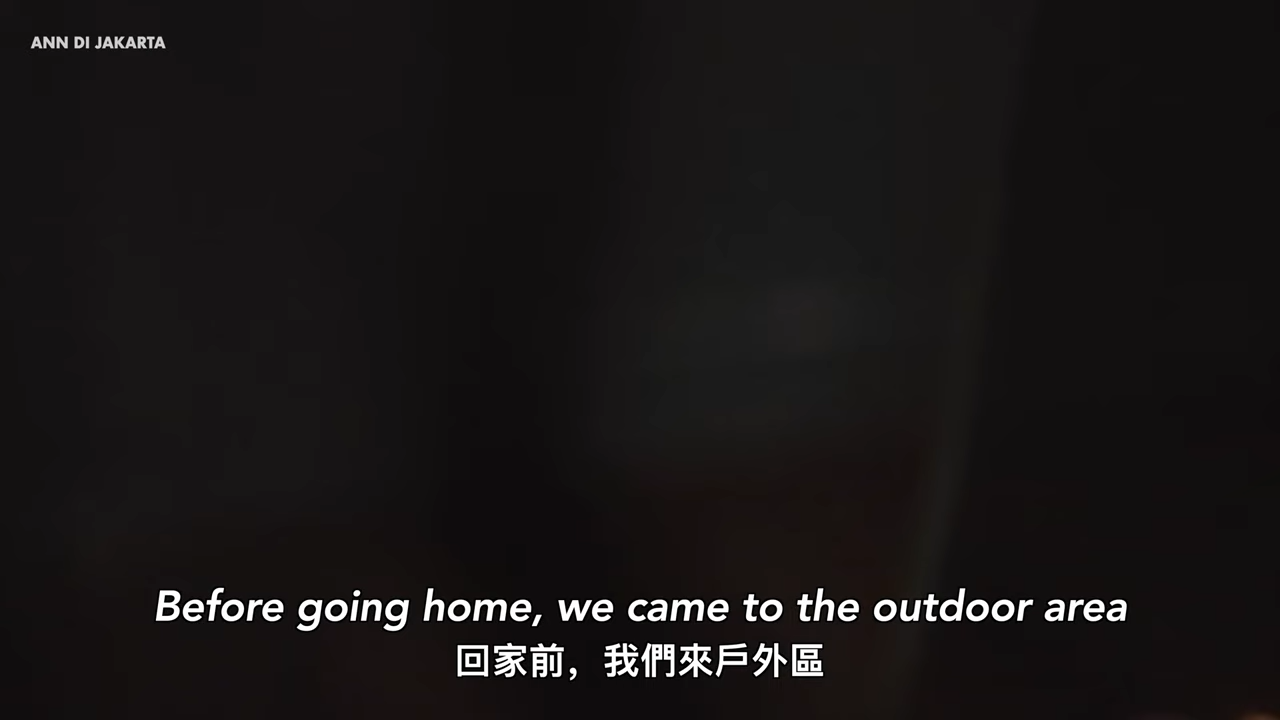 ANN DI JAKARTA
Before going home, we came to the outdoor area
回家前，我們來戶外區